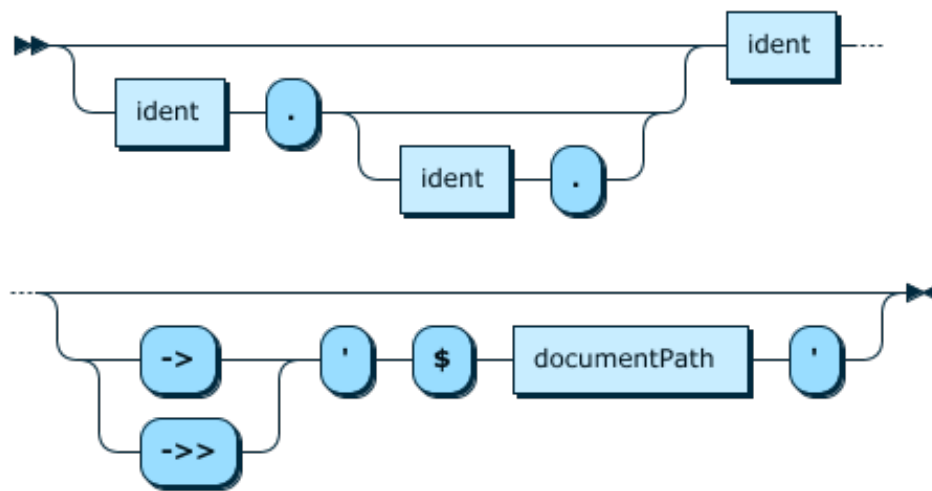 ident
ident .
ident .
-> ' $ documentPath '
->>